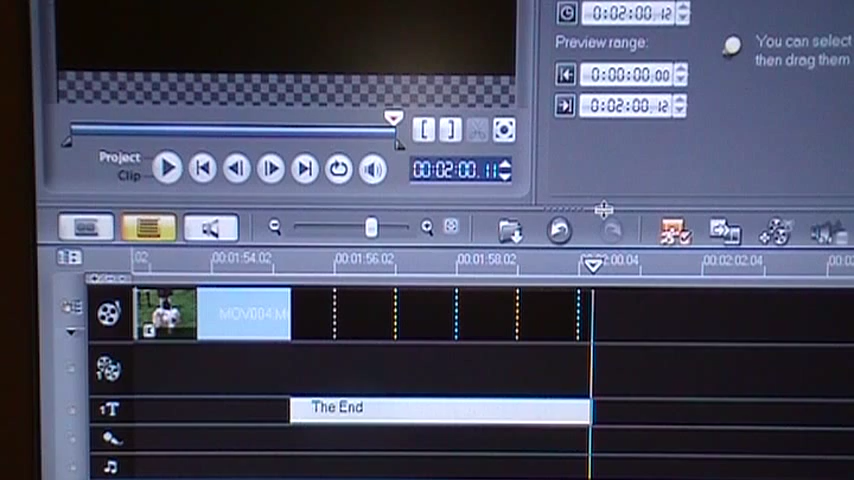 0:02:00.12
Preview range:
You can select
then drag them
0:00:00.00
0:02:00.12
[ ]
Project
Clip
00:02:00.11
02
00:01:54.02
00:01:56.02
00:01:58.02
00:02:00.04
00:02:02.04
MOV004.M
The End
1T